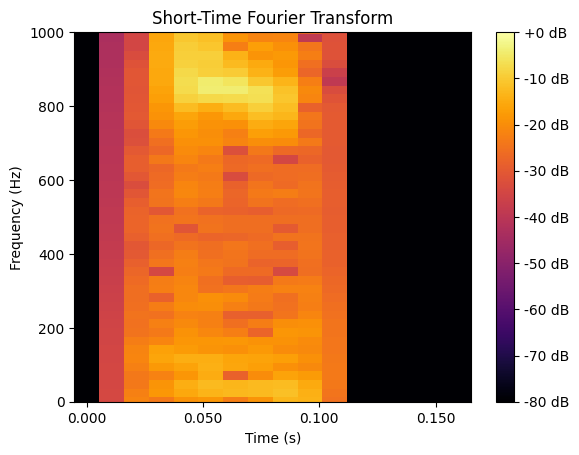 Short-Time Fourier Transform
Frequency (Hz)
1000
800
600
400
200
0
0.000
0.050
0.100
0.150
Time (s)
+0 dB
-10 dB
-20 dB
-30 dB
-40 dB
-50 dB
-60 dB
-70 dB
-80 dB